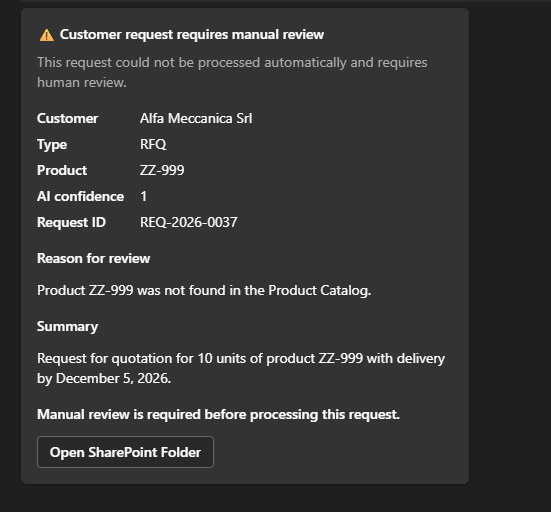 ⚠ Customer request requires manual review
This request could not be processed automatically and requires
human review.
Customer Alfa Meccanica Srl
Type RFQ
Product ZZ-999
AI confidence 1
Request ID REQ-2026-0037
Reason for review
Product ZZ-999 was not found in the Product Catalog.
Summary
Request for quotation for 10 units of product ZZ-999 with delivery
by December 5, 2026.
Manual review is required before processing this request.
Open SharePoint Folder